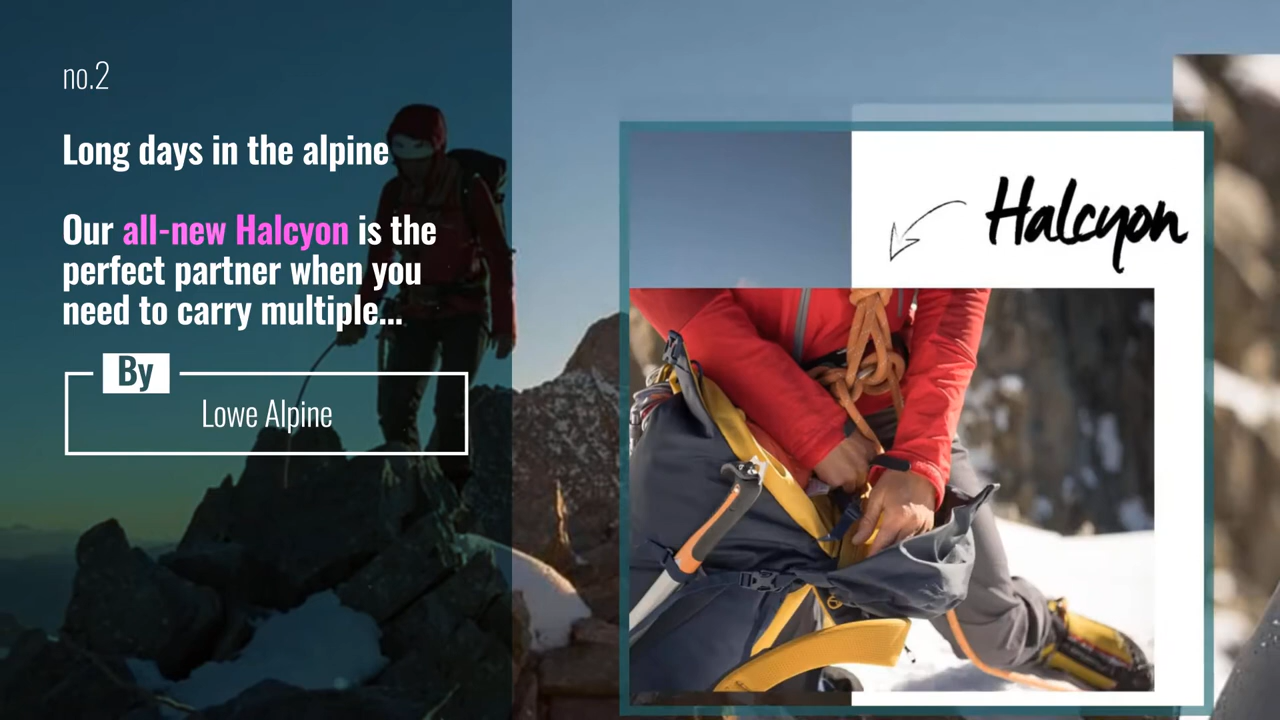 no.2
Long days in the alpine
Our all-new Halcyon is the
perfect partner when you
need to carry multiple...
By
Lowe Alpine
Halcyon